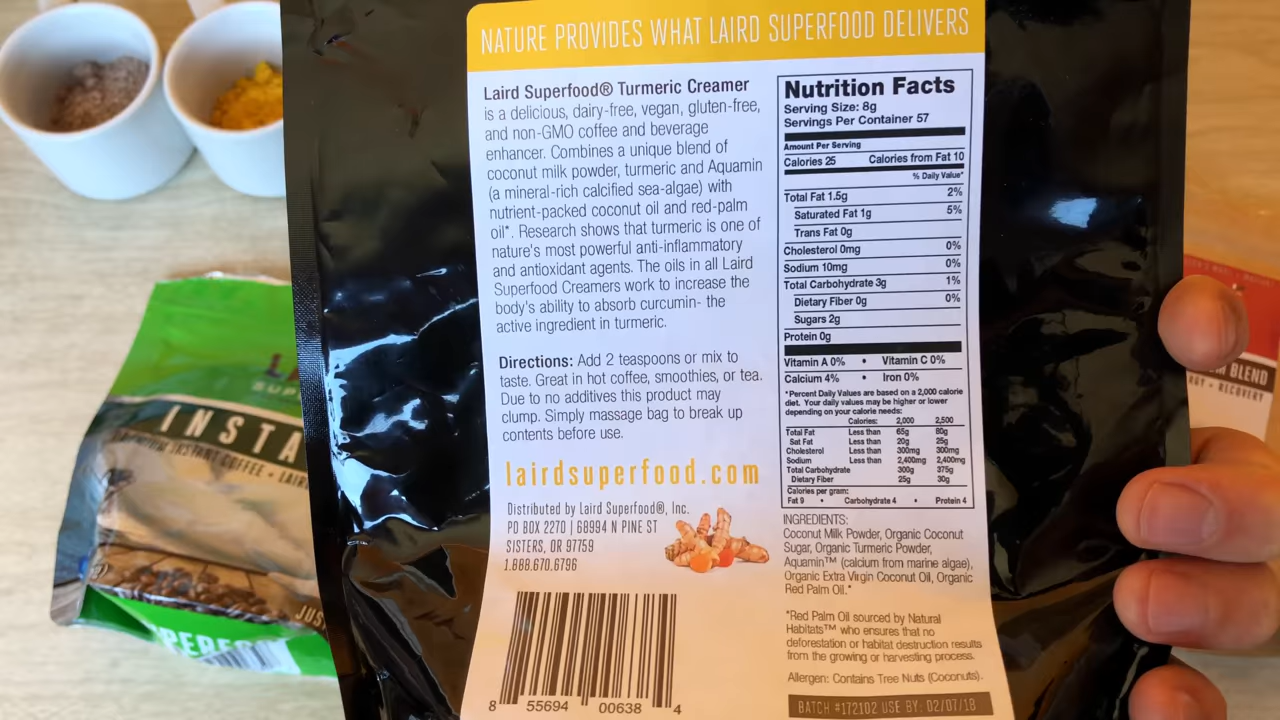 NATURE PROVIDES WHAT LAIRD SUPERFOOD DELIVERS
Laird Superfood® Turmeric Creamer
is a delicious, dairy-free, vegan, gluten-free,
and non-GMO coffee and beverage
enhancer. Combines a unique blend of
coconut milk powder, turmeric and Aquamin
(a mineral-rich calcified sea-algae) with
nutrient-packed coconut oil and red-palm
oil*. Research shows that turmeric is one of
nature's most powerful anti-inflammatory
and antioxidant agents. The oils in all Laird
Superfood Creamers work to increase the
body's ability to absorb curcumin- the
active ingredient in turmeric.
Directions: Add 2 teaspoons or mix to
taste. Great in hot coffee, smoothies, or tea.
Due to no additives this product may
clump. Simply massage bag to break up
contents before use.
lairdsuperfood.com
Distributed by Laird Superfood®, Inc.
PO BOX 2270 | 68994 N PINE ST
SISTERS, OR 97759
1.888.670.6796
8 55694 00638 4
Nutrition Facts
Serving Size: 8g
Servings Per Container 57
Amount Per Serving
Calories 25 Calories from Fat 10
% Daily Value*
Total Fat 1.5g 2%
Saturated Fat 1g 5%
Trans Fat 0g
Cholesterol 0mg 0%
Sodium 10mg 0%
Total Carbohydrate 3g 1%
Dietary Fiber 0g 0%
Sugars 2g
Protein 0g
Vitamin A 0% • Vitamin C 0%
Calcium 4% • Iron 0%
*Percent Daily Values are based on a 2,000 calorie
diet. Your daily values may be higher or lower
depending on your calorie needs:
Calories: 2,000 2,500
Total Fat Less than 65g 80g
Sat Fat Less than 20g 25g
Cholesterol Less than 300mg 300mg
Sodium Less than 2,400mg 2,400mg
Total Carbohydrate 300g 375g
Dietary Fiber 25g 30g
Calories per gram:
Fat 9 • Carbohydrate 4 • Protein 4
INGREDIENTS:
Coconut Milk Powder, Organic Coconut
Sugar, Organic Turmeric Powder,
Aquamin™ (calcium from marine algae),
Organic Extra Virgin Coconut Oil, Organic
Red Palm Oil.*
*Red Palm Oil sourced by Natural
Habitats™ who ensures that no
deforestation or habitat destruction results
from the growing or harvesting process.
Allergen: Contains Tree Nuts (Coconuts).
BATCH #172102 USE BY: 02/07/18
INSTA
INSTANT COFFEE + LAIR
JUS
BLEND
RECOVERY